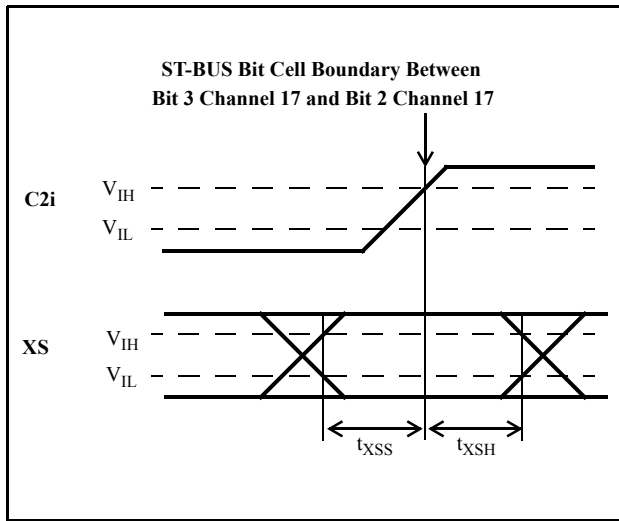 ST-BUS Bit Cell Boundary Between
Bit 3 Channel 17 and Bit 2 Channel 17
C2i
VIH
VIL
XS
VIH
VIL
tXSS
tXSH